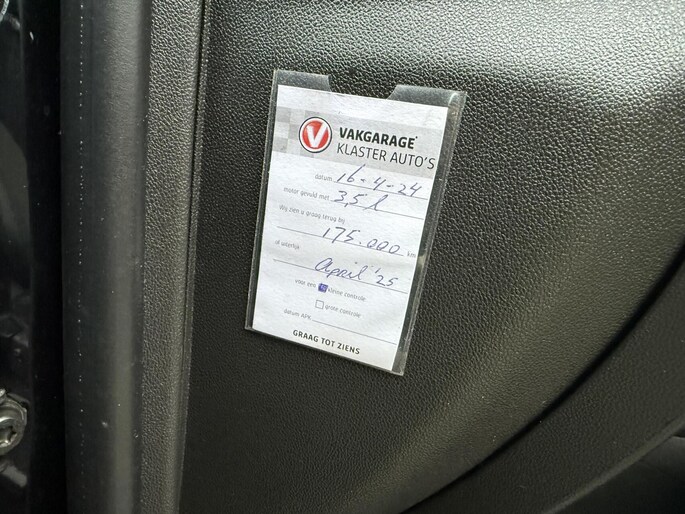 V VAKGARAGE
KLASTER AUTO'S
datum 16-4-24
motor gevuld met 3,5 l
Wij zien u graag terug bij
175.000 km
of uiterlijk
April '25
voor een kleine controle
grote controle
datum APK
GRAAG TOT ZIENS